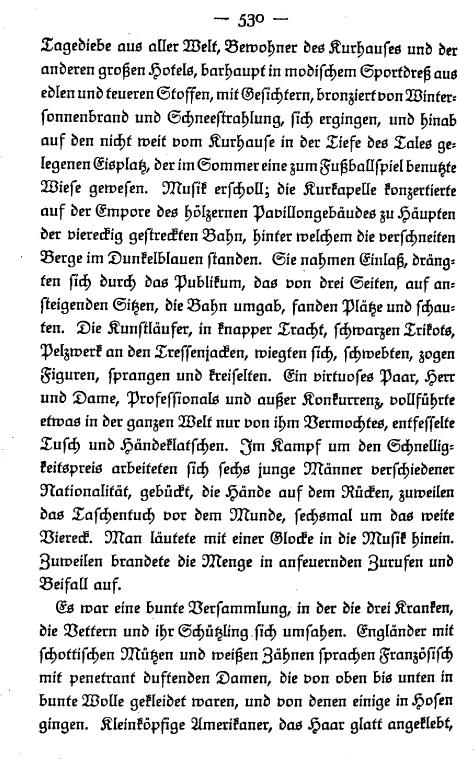 — 530 —
Tagediebe aus aller Welt, Bewohner des Kurhauses und der
anderen großen Hotels, barhaupt in modischem Sportdreß aus
edlen und teueren Stoffen, mit Gesichtern, bronziert von Winter-
sonnenbrand und Schneestrahlung, sich ergingen, und hinab
auf den nicht weit vom Kurhause in der Tiefe des Tales ge-
legenen Eisplatz, der im Sommer eine zum Fußballspiel benutzte
Wiese gewesen. Musik erscholl; die Kurkapelle konzertierte
auf der Empore des hölzernen Pavillongebäudes zu Häupten
der viereckig gestreckten Bahn, hinter welchem die verschneiten
Berge im Dunkelblauen standen. Sie nahmen Einlaß, dräng-
ten sich durch das Publikum, das von drei Seiten, auf an-
steigenden Sitzen, die Bahn umgab, fanden Plätze und schau-
ten. Die Kunstläufer, in knapper Tracht, schwarzen Trikots,
Pelzwerk an den Tressenjacken, wiegten sich, schwebten, zogen
Figuren, sprangen und kreiselten. Ein virtuoses Paar, Herr
und Dame, Professionals und außer Konkurrenz, vollführte
etwas in der ganzen Welt nur von ihm Vermochtes, entfesselte
Tusch und Händeklatschen. Im Kampf um den Schnellig-
keitspreis arbeiteten sich sechs junge Männer verschiedener
Nationalität, gebückt, die Hände auf dem Rücken, zuweilen
das Taschentuch vor dem Munde, sechsmal um das weite
Viereck. Man läutete mit einer Glocke in die Musik hinein.
Zuweilen brandete die Menge in anfeuernden Zurufen und
Beifall auf.
Es war eine bunte Versammlung, in der die drei Kranken,
die Vettern und ihr Schützling sich umsahen. Engländer mit
schottischen Mützen und weißen Zähnen sprachen Französisch
mit penetrant duftenden Damen, die von oben bis unten in
bunte Wolle gekleidet waren, und von denen einige in Hosen
gingen. Kleinköpfige Amerikaner, das Haar glatt angeklebt,